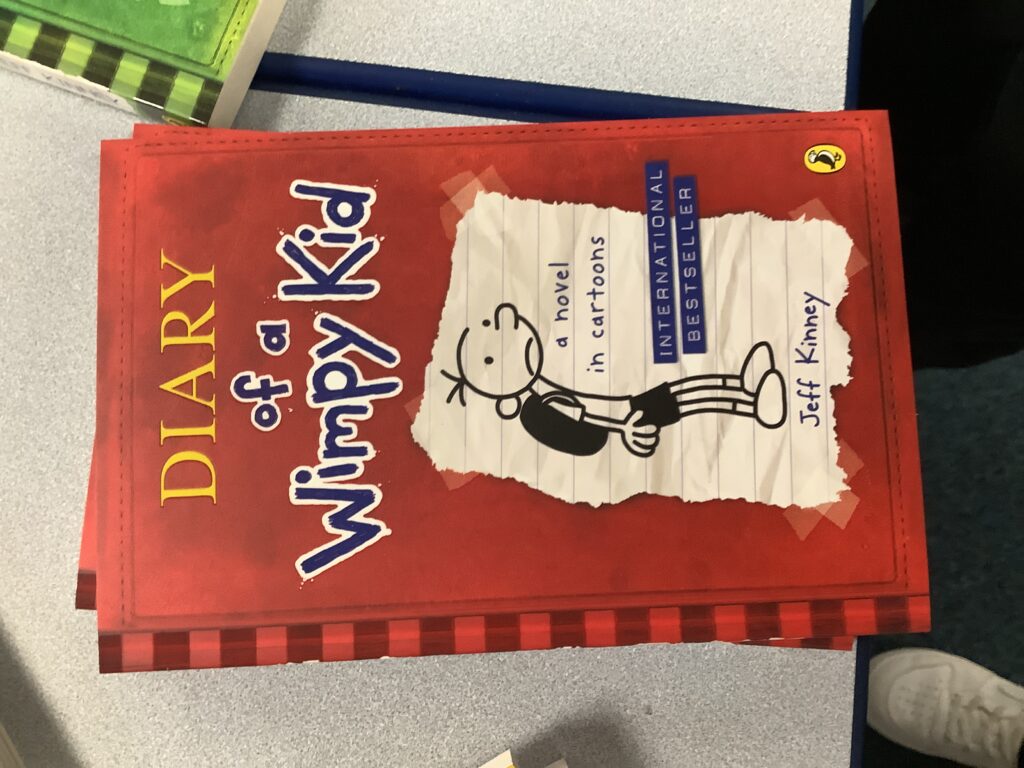 DIARY
of a
Wimpy Kid
a novel
in cartoons
INTERNATIONAL
BESTSELLER
Jeff Kinney